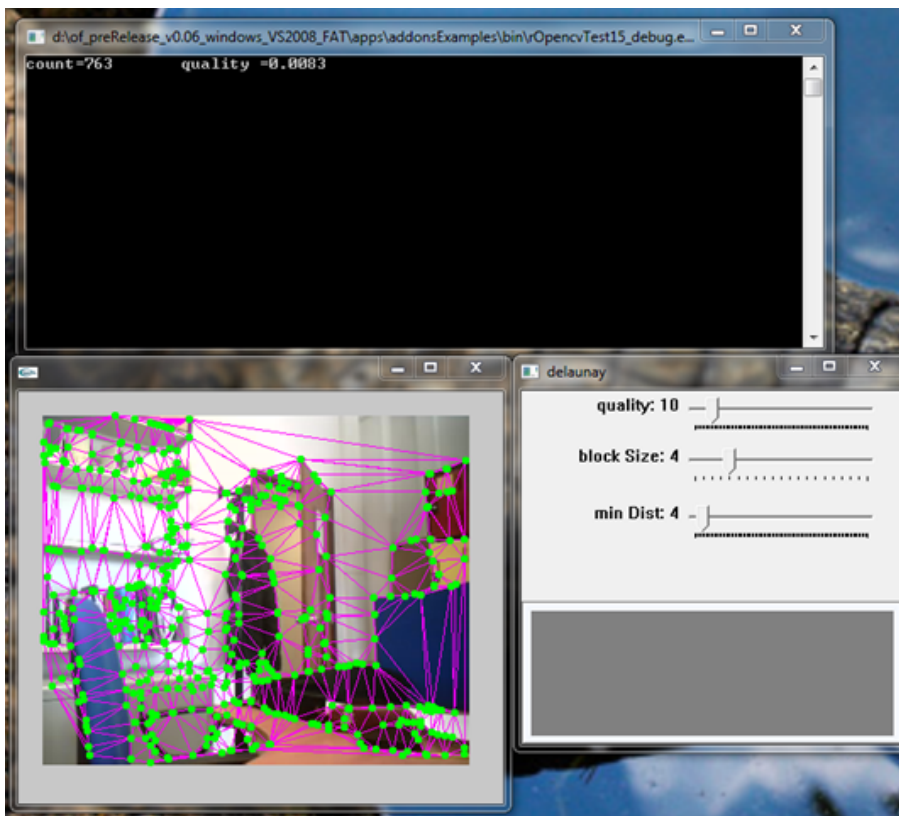 d:\of_preRelease_v0.06_windows_VS2008_FAT\apps\addonsExamples\bin\rOpencvTest15_debug.e...
count=763 quality =0.0083
delaunay
quality: 10
block Size: 4
min Dist: 4